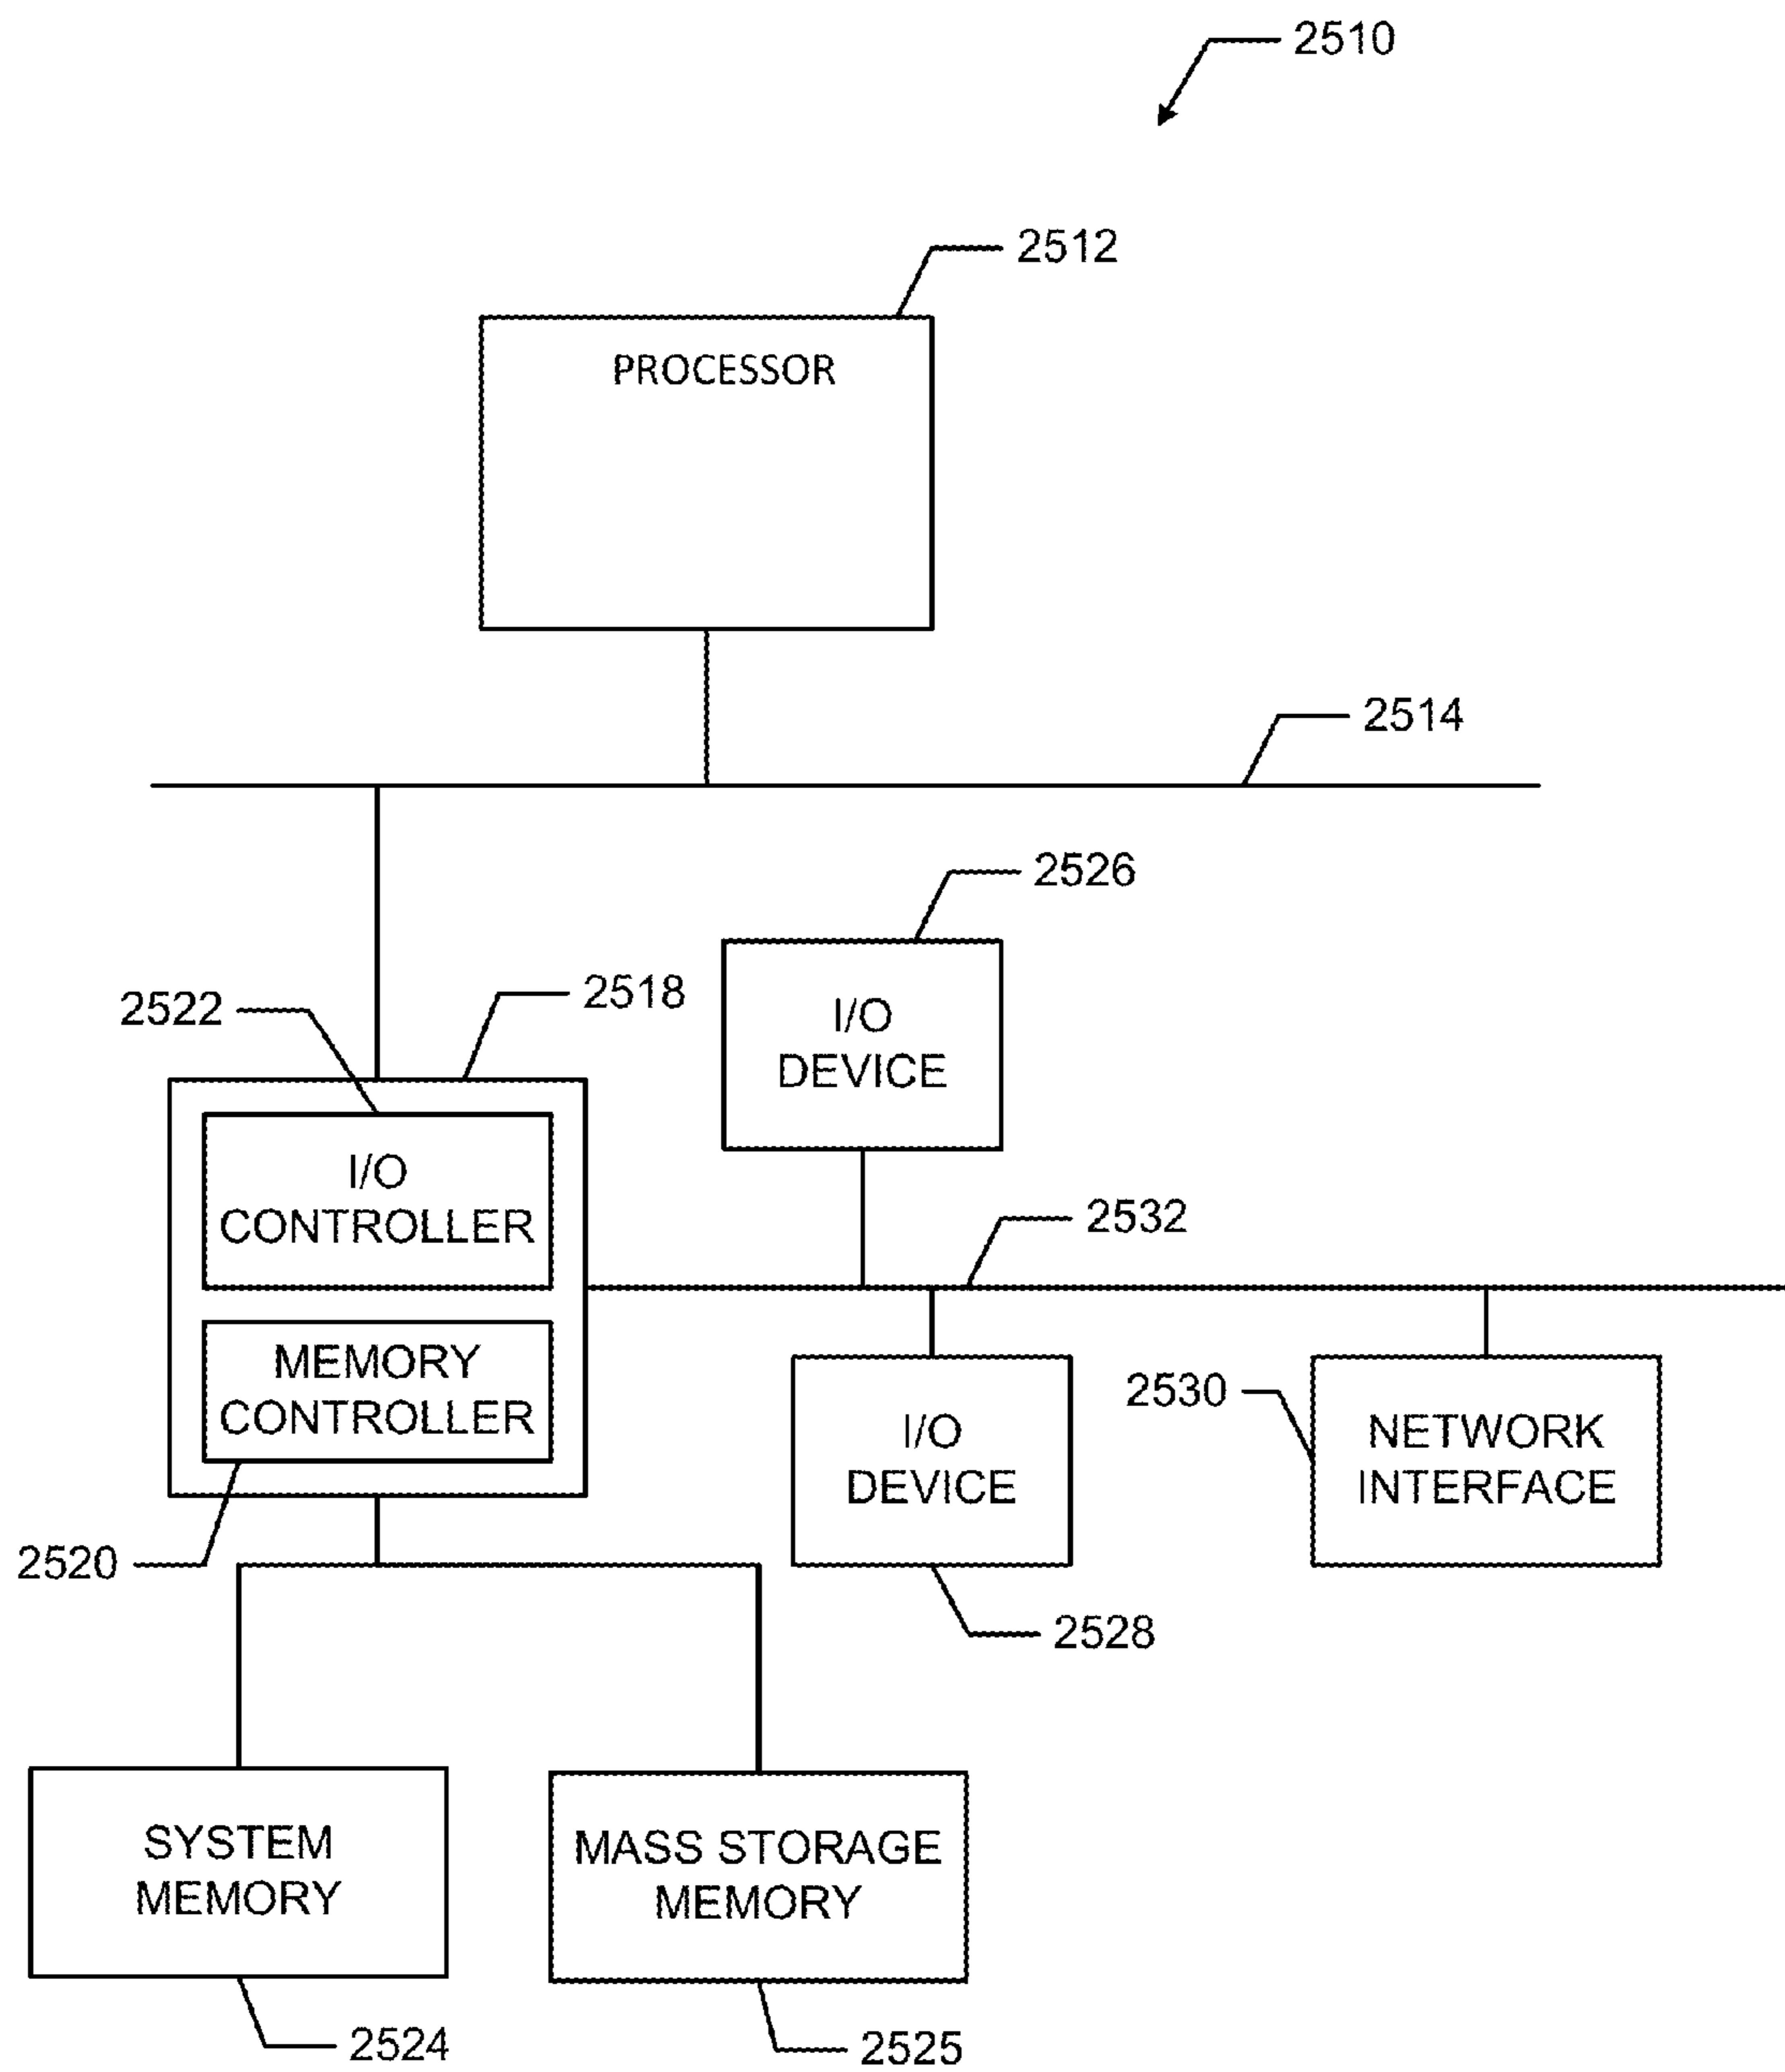 2510
2512
PROCESSOR
2514
2526
2518
2522
I/O
DEVICE
I/O
CONTROLLER
2532
MEMORY
CONTROLLER
2530
I/O
DEVICE
NETWORK
INTERFACE
2520
2528
SYSTEM
MEMORY
MASS STORAGE
MEMORY
2524
2525